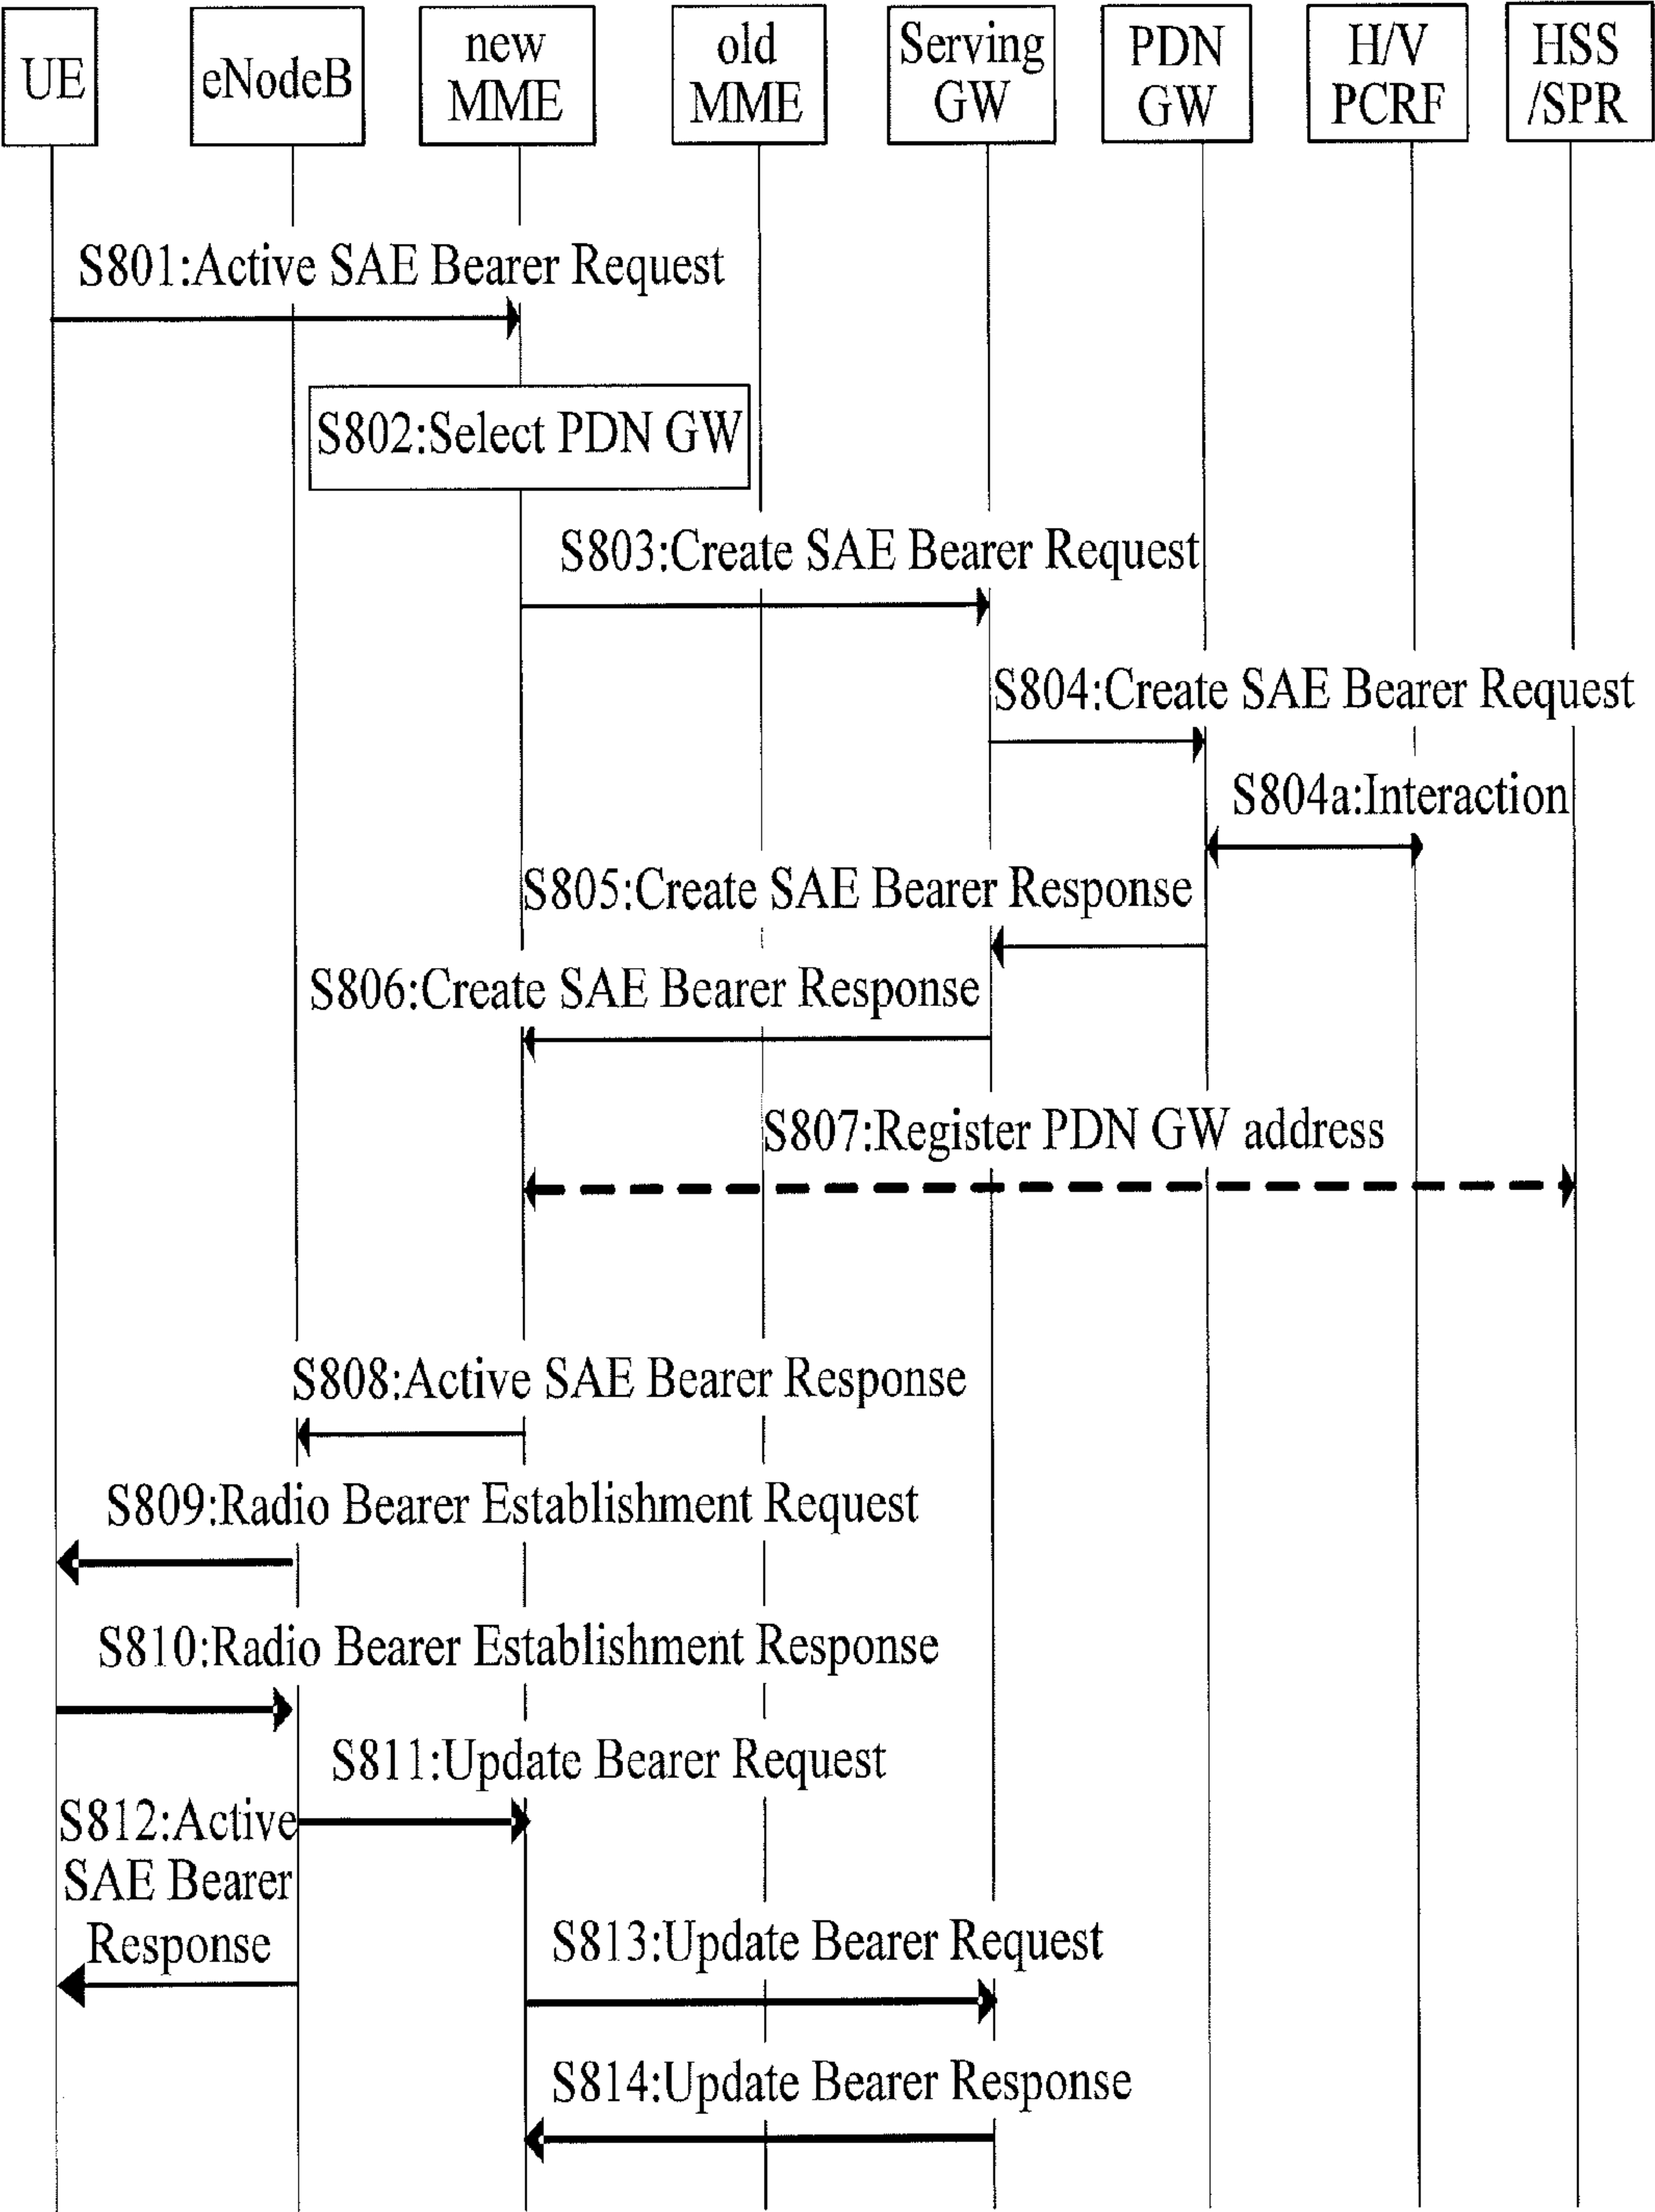 UE
eNodeB
new
MME
old
MME
Serving
GW
PDN
GW
H/V
PCRF
HSS
/SPR
S801:Active SAE Bearer Request
S802:Select PDN GW
S803:Create SAE Bearer Request
S804:Create SAE Bearer Request
S804a:Interaction
S805:Create SAE Bearer Response
S806:Create SAE Bearer Response
S807:Register PDN GW address
S808:Active SAE Bearer Response
S809:Radio Bearer Establishment Request
S810:Radio Bearer Establishment Response
S811:Update Bearer Request
S812:Active
SAE Bearer
Response
S813:Update Bearer Request
S814:Update Bearer Response